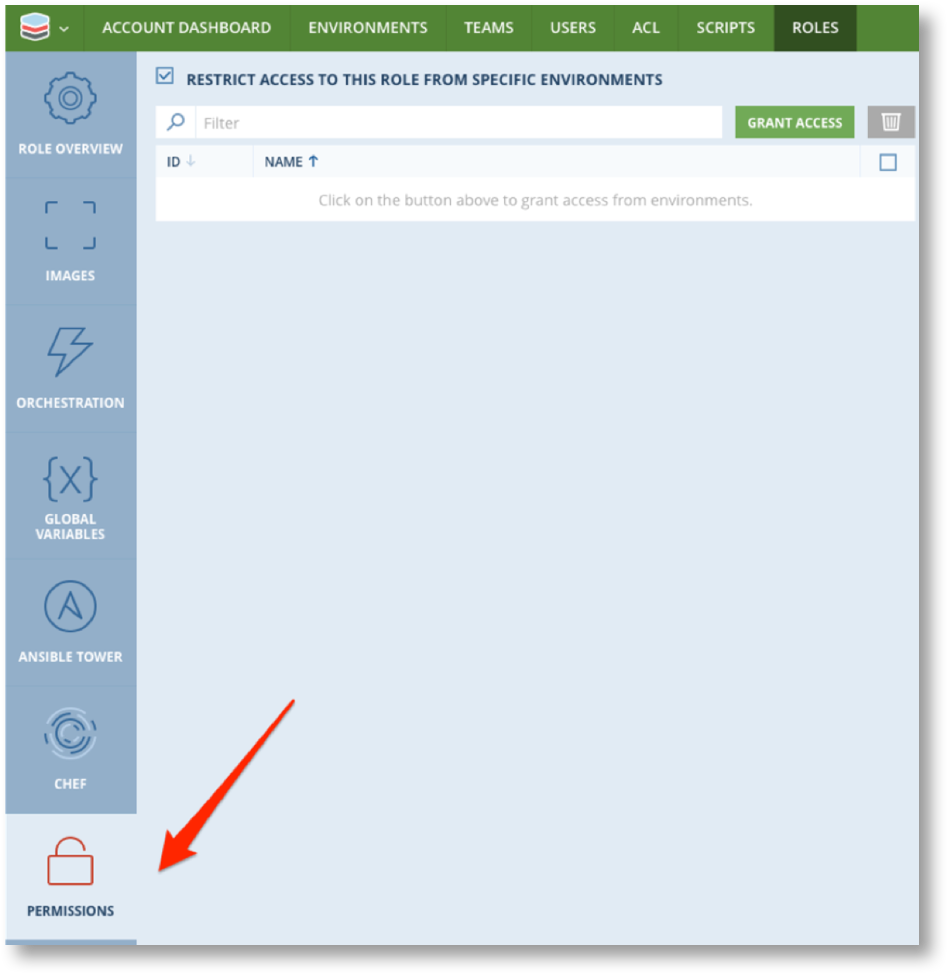 ACCOUNT DASHBOARD ENVIRONMENTS TEAMS USERS ACL SCRIPTS ROLES
RESTRICT ACCESS TO THIS ROLE FROM SPECIFIC ENVIRONMENTS
Filter GRANT ACCESS
ID NAME
Click on the button above to grant access from environments.
ROLE OVERVIEW
IMAGES
ORCHESTRATION
{X}
GLOBAL
VARIABLES
ANSIBLE TOWER
CHEF
PERMISSIONS